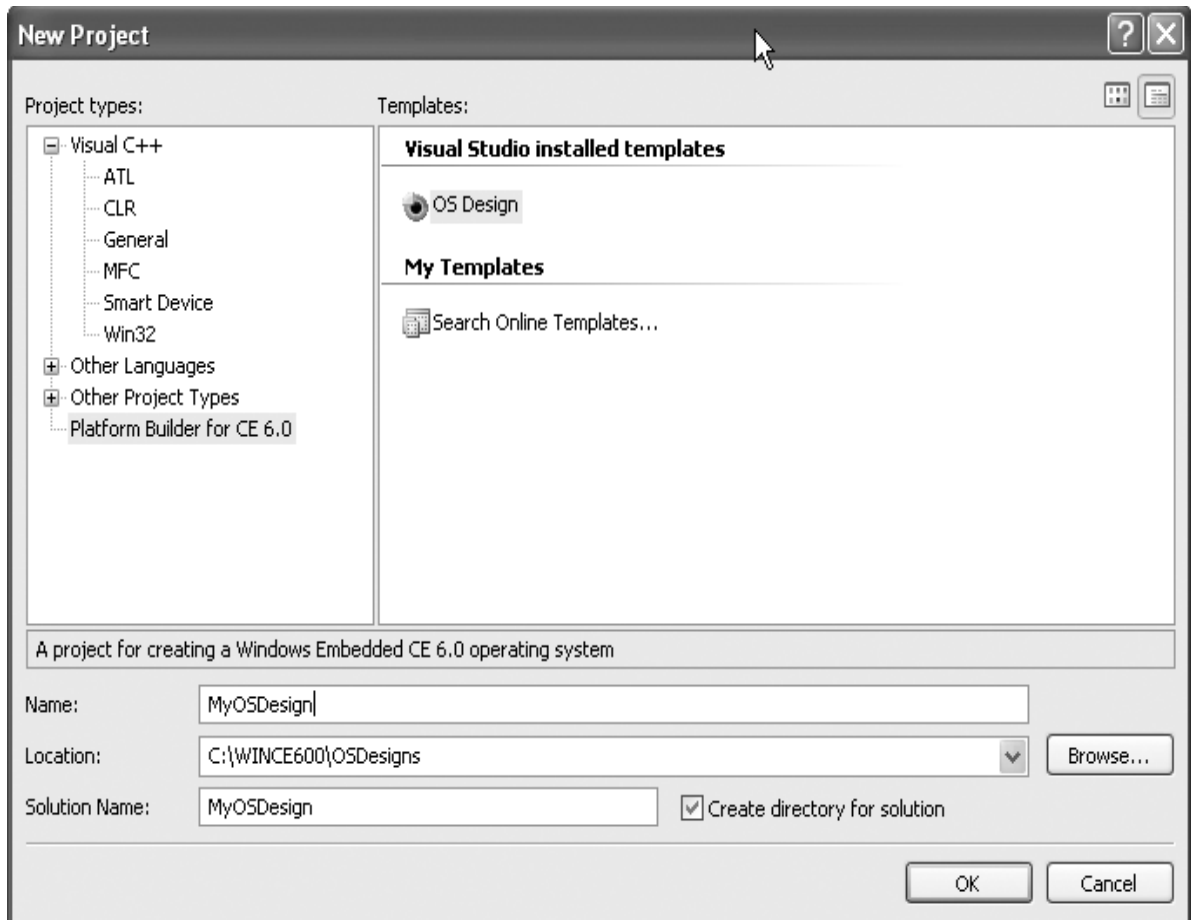 New Project
Project types:
Templates:
Visual C++
ATL
CLR
General
MFC
Smart Device
Win32
Other Languages
Other Project Types
Platform Builder for CE 6.0
Visual Studio installed templates
OS Design
My Templates
Search Online Templates...
A project for creating a Windows Embedded CE 6.0 operating system
Name:
MyOSDesign
Location:
C:\WINCE600\OSDesigns
Browse...
Solution Name:
MyOSDesign
Create directory for solution
OK
Cancel